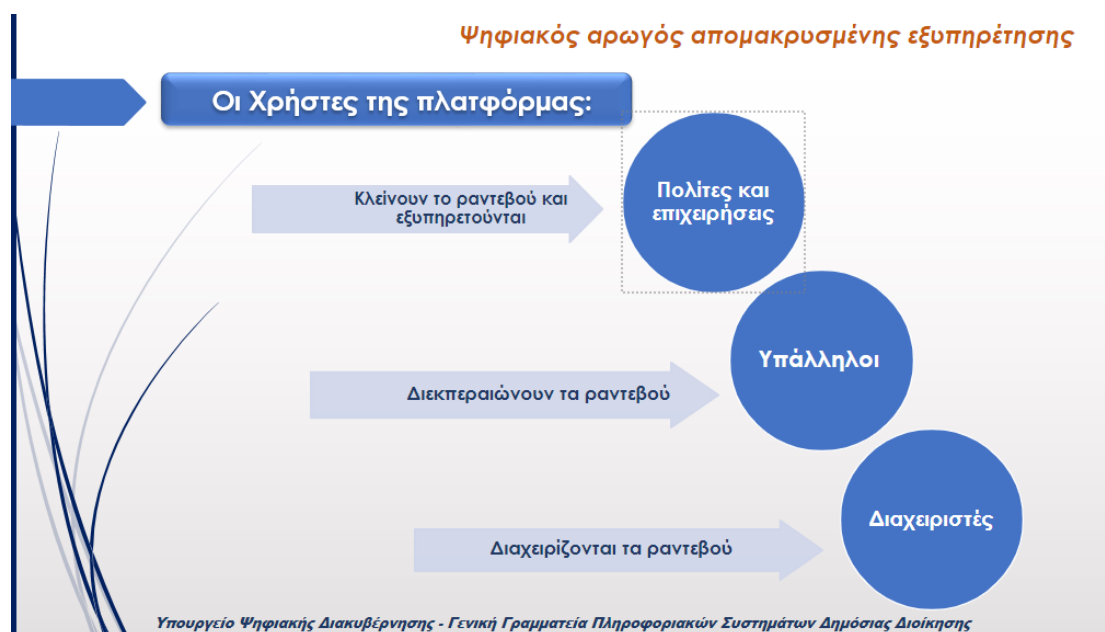 Ψηφιακός αρωγός απομακρυσμένης εξυπηρέτησης
Οι Χρήστες της πλατφόρμας:
Κλείνουν το ραντεβού και
εξυπηρετούνται
Πολίτες και
επιχειρήσεις
Διεκπεραιώνουν τα ραντεβού
Υπάλληλοι
Διαχειρίζονται τα ραντεβού
Διαχειριστές
Υπουργείο Ψηφιακής Διακυβέρνησης - Γενική Γραμματεία Πληροφοριακών Συστημάτων Δημόσιας Διοίκησης